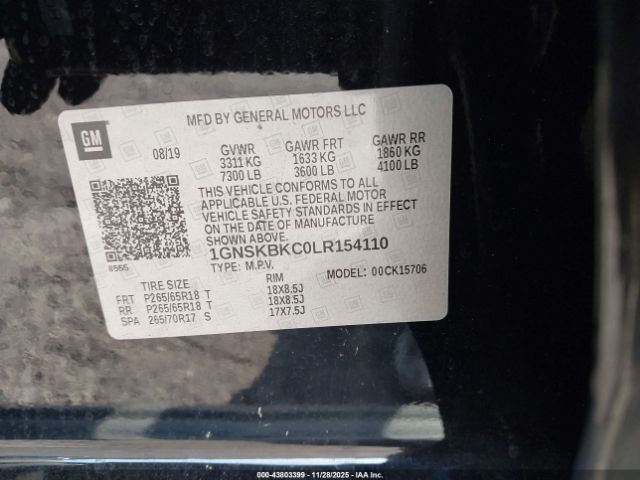 MFD BY GENERAL MOTORS LLC
GM
08/19
GVWR GAWR FRT GAWR RR
3311 KG 1633 KG 1860 KG
7300 LB 3600 LB 4100 LB
THIS VEHICLE CONFORMS TO ALL
APPLICABLE U.S. FEDERAL MOTOR
VEHICLE SAFETY STANDARDS IN EFFECT
ON THE DATE OF MANUFACTURE
SHOWN ABOVE.
1GNSKBKC0LR154110
TYPE: M.P.V. MODEL: 00CK15706
TIRE SIZE RIM
FRT P265/65R18 T 18X8.5J
RR P265/65R18 T 18X8.5J
SPA 265/70R17 S 17X7.5J
00-43803399 | 11/28/2025 - IAA Inc.